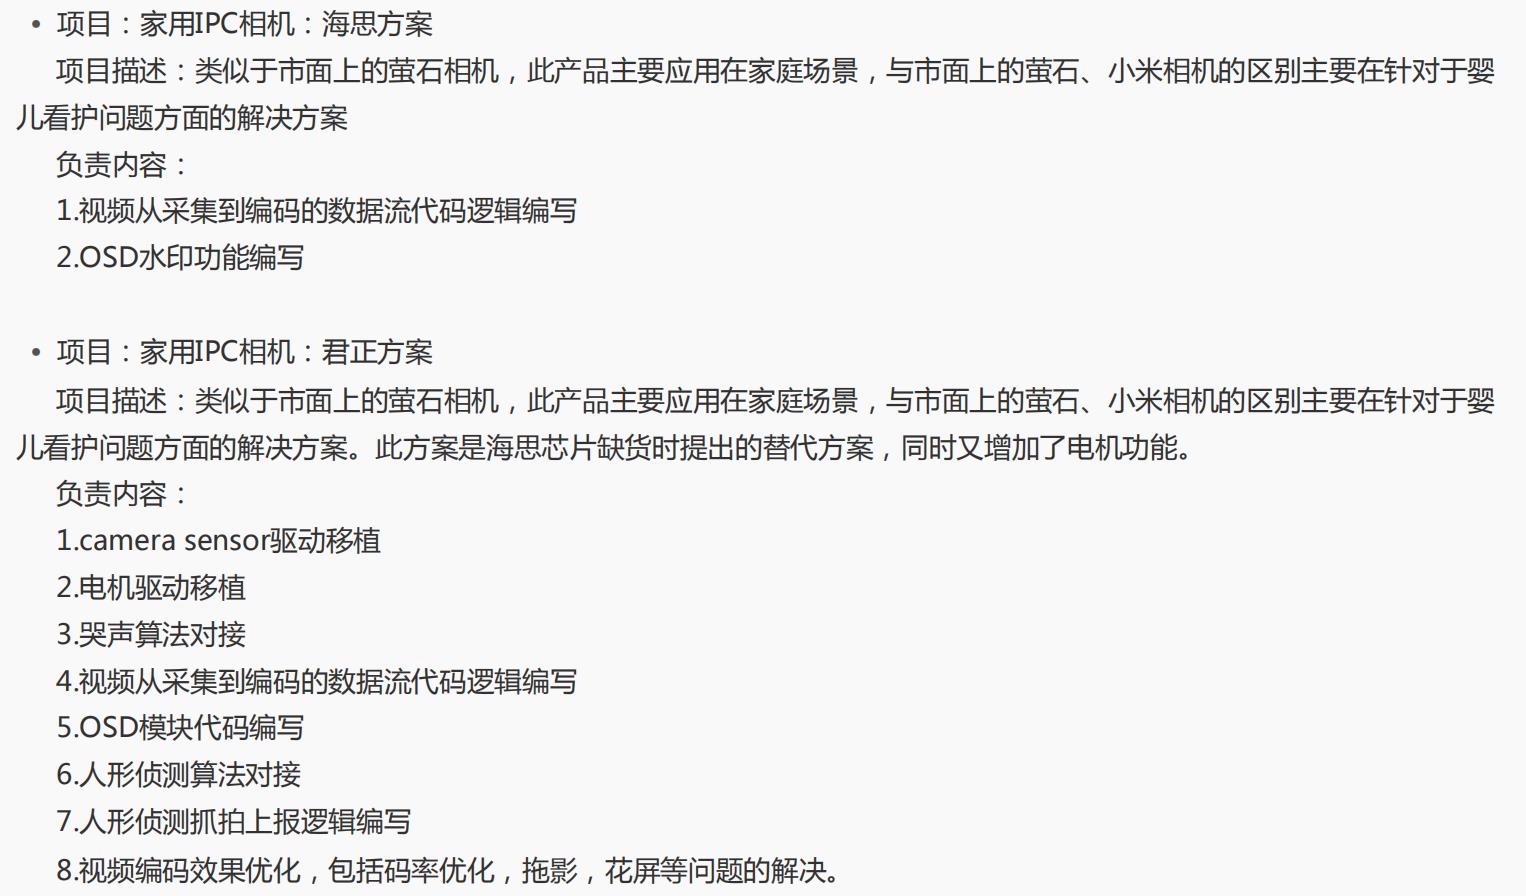 • 项目：家用IPC相机：海思方案
项目描述：类似于市面上的萤石相机，此产品主要应用在家庭场景，与市面上的萤石、小米相机的区别主要在针对于婴
儿看护问题方面的解决方案
负责内容：
1.视频从采集到编码的数据流代码逻辑编写
2.OSD水印功能编写
• 项目：家用IPC相机：君正方案
项目描述：类似于市面上的萤石相机，此产品主要应用在家庭场景，与市面上的萤石、小米相机的区别主要在针对于婴
儿看护问题方面的解决方案。此方案是海思芯片缺货时提出的替代方案，同时又增加了电机功能。
负责内容：
1.camera sensor驱动移植
2.电机驱动移植
3.哭声算法对接
4.视频从采集到编码的数据流代码逻辑编写
5.OSD模块代码编写
6.人形侦测算法对接
7.人形侦测抓拍上报逻辑编写
8.视频编码效果优化，包括码率优化，拖影，花屏等问题的解决。